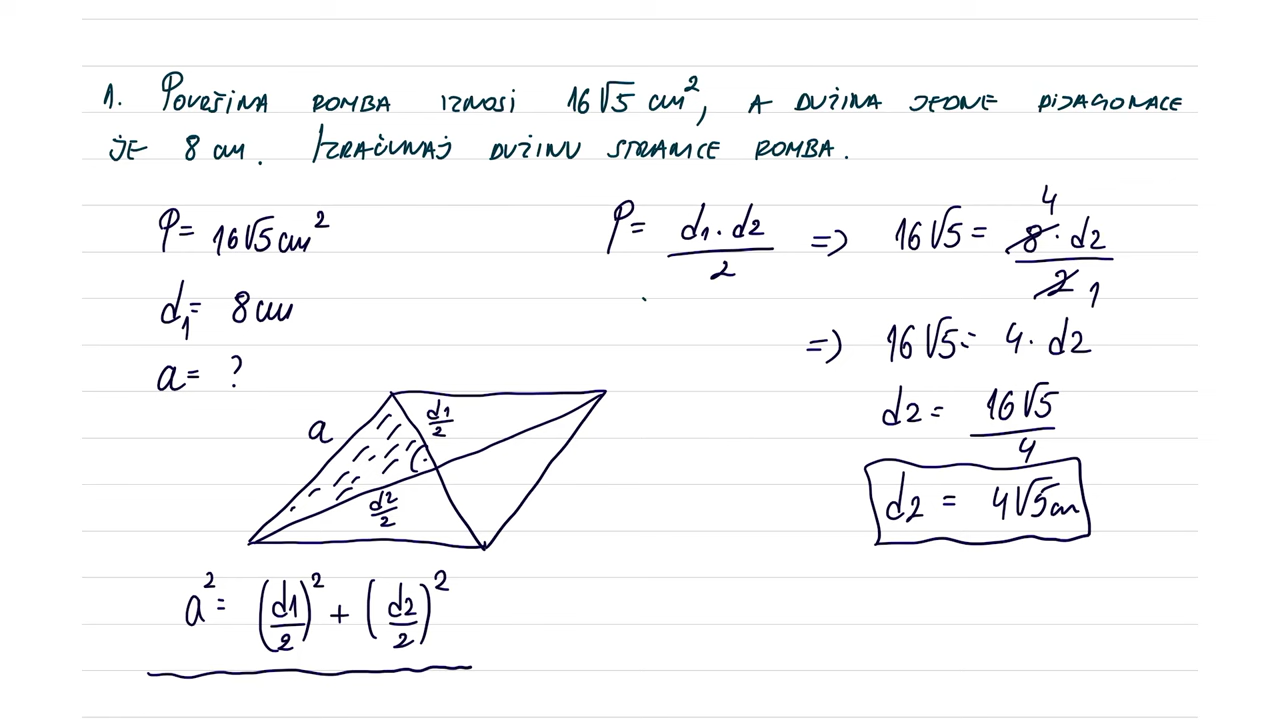 1. POVRŠINA ROMBA IZNOSI 16√5 cm², A DUŽINA JEDNE DIJAGONALE
JE 8 cm. IZRAČUNAJ DUŽINU STRANICE ROMBA.
P = 16√5 cm²
d₁ = 8 cm
a = ?
a
d1/2
d2/2
a² = (d1/2)² + (d2/2)²
P = d1 · d2 / 2 => 16√5 = 8 · d2 / 2
4
1
=> 16√5 = 4 · d2
d2 = 16√5 / 4
d2 = 4√5 cm